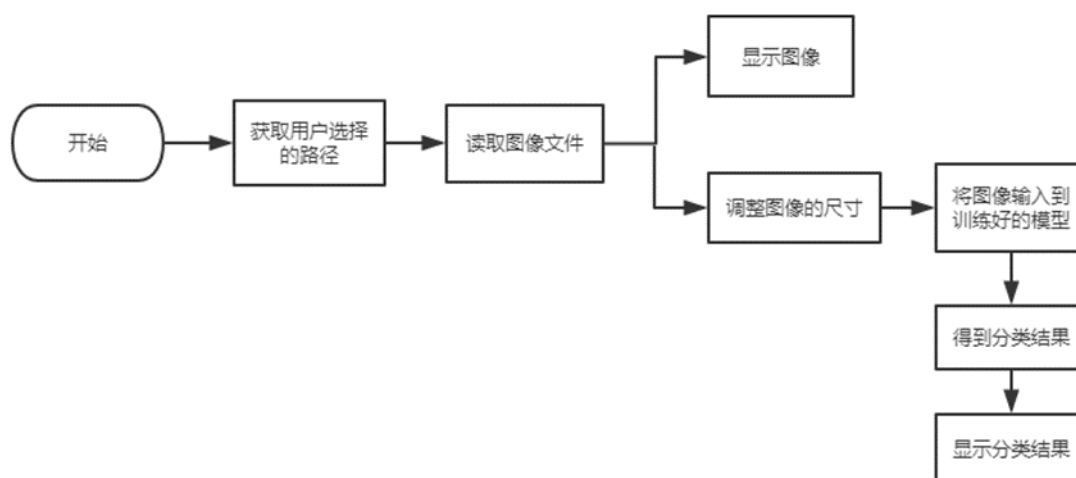 开始
获取用户选择
的路径
读取图像文件
显示图像
调整图像的尺寸
将图像输入到
训练好的模型
得到分类结果
显示分类结果